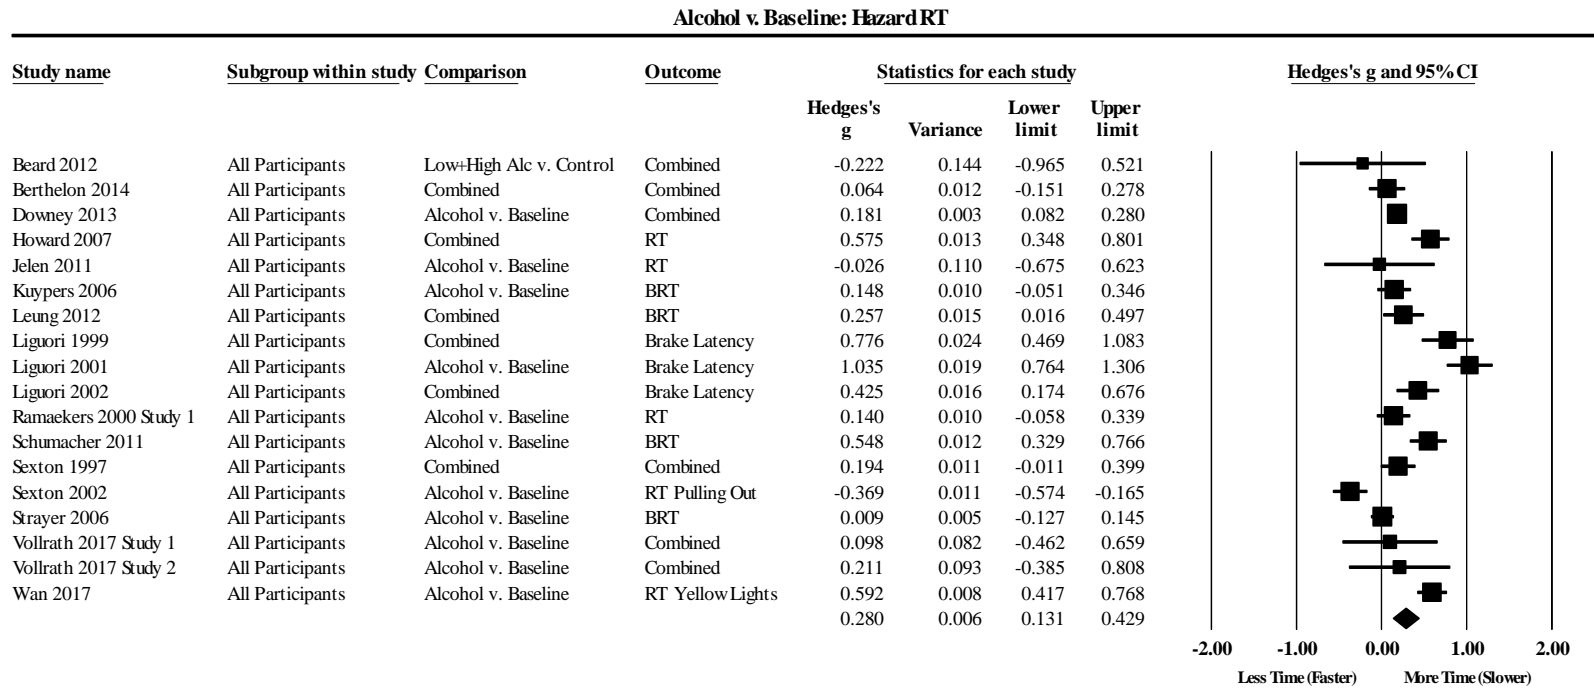 Alcohol v. Baseline: Hazard RT
Study name Subgroup within study Comparison Outcome Statistics for each study Hedges's g and 95% CI
Hedges's g Variance Lower limit Upper limit
Beard 2012 All Participants Low+High Alc v. Control Combined -0.222 0.144 -0.965 0.521
Berthelon 2014 All Participants Combined Combined 0.064 0.012 -0.151 0.278
Downey 2013 All Participants Alcohol v. Baseline Combined 0.181 0.003 0.082 0.280
Howard 2007 All Participants Combined RT 0.575 0.013 0.348 0.801
Jelen 2011 All Participants Alcohol v. Baseline RT -0.026 0.110 -0.675 0.623
Kuypers 2006 All Participants Alcohol v. Baseline BRT 0.148 0.010 -0.051 0.346
Leung 2012 All Participants Combined BRT 0.257 0.015 0.016 0.497
Liguori 1999 All Participants Combined Brake Latency 0.776 0.024 0.469 1.083
Liguori 2001 All Participants Alcohol v. Baseline Brake Latency 1.035 0.019 0.764 1.306
Liguori 2002 All Participants Combined Brake Latency 0.425 0.016 0.174 0.676
Ramaekers 2000 Study 1 All Participants Alcohol v. Baseline RT 0.140 0.010 -0.058 0.339
Schumacher 2011 All Participants Alcohol v. Baseline BRT 0.548 0.012 0.329 0.766
Sexton 1997 All Participants Combined Combined 0.194 0.011 -0.011 0.399
Sexton 2002 All Participants Alcohol v. Baseline RT Pulling Out -0.369 0.011 -0.574 -0.165
Strayer 2006 All Participants Alcohol v. Baseline BRT 0.009 0.005 -0.127 0.145
Vollrath 2017 Study 1 All Participants Alcohol v. Baseline Combined 0.098 0.082 -0.462 0.659
Vollrath 2017 Study 2 All Participants Alcohol v. Baseline Combined 0.211 0.093 -0.385 0.808
Wan 2017 All Participants Alcohol v. Baseline RT Yellow Lights 0.592 0.008 0.417 0.768
0.280 0.006 0.131 0.429
-2.00 -1.00 0.00 1.00 2.00
Less Time (Faster) More Time (Slower)